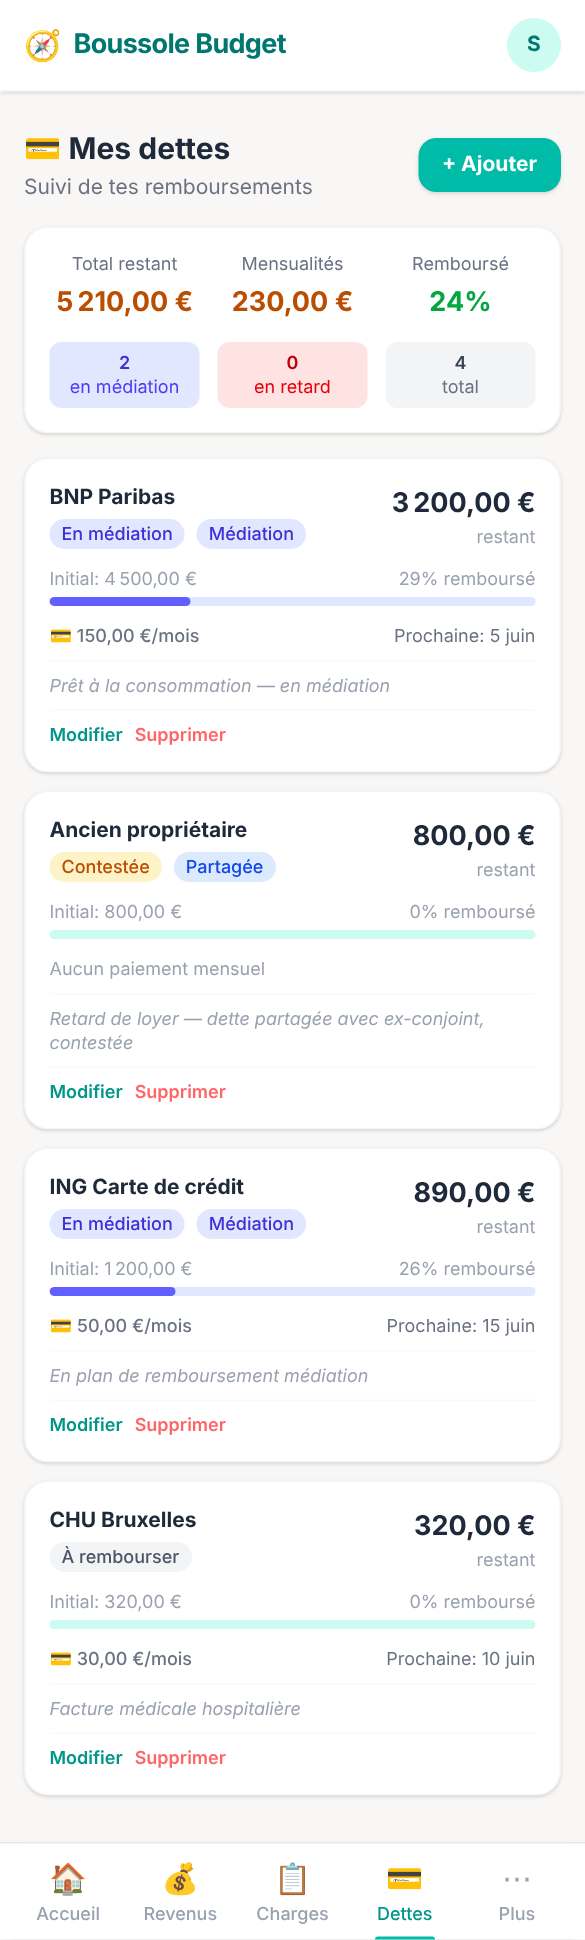 Boussole Budget
S
Mes dettes
Suivi de tes remboursements
+ Ajouter
Total restant
5 210,00 €
Mensualités
230,00 €
Remboursé
24%
2
en médiation
0
en retard
4
total
BNP Paribas
3 200,00 €
En médiation
Médiation
restant
Initial: 4 500,00 €
29% remboursé
150,00 €/mois
Prochaine: 5 juin
Prêt à la consommation — en médiation
Modifier
Supprimer
Ancien propriétaire
800,00 €
Contestée
Partagée
restant
Initial: 800,00 €
0% remboursé
Aucun paiement mensuel
Retard de loyer — dette partagée avec ex-conjoint,
contestée
Modifier
Supprimer
ING Carte de crédit
890,00 €
En médiation
Médiation
restant
Initial: 1 200,00 €
26% remboursé
50,00 €/mois
Prochaine: 15 juin
En plan de remboursement médiation
Modifier
Supprimer
CHU Bruxelles
320,00 €
À rembourser
restant
Initial: 320,00 €
0% remboursé
30,00 €/mois
Prochaine: 10 juin
Facture médicale hospitalière
Modifier
Supprimer
Accueil
Revenus
Charges
Dettes
Plus